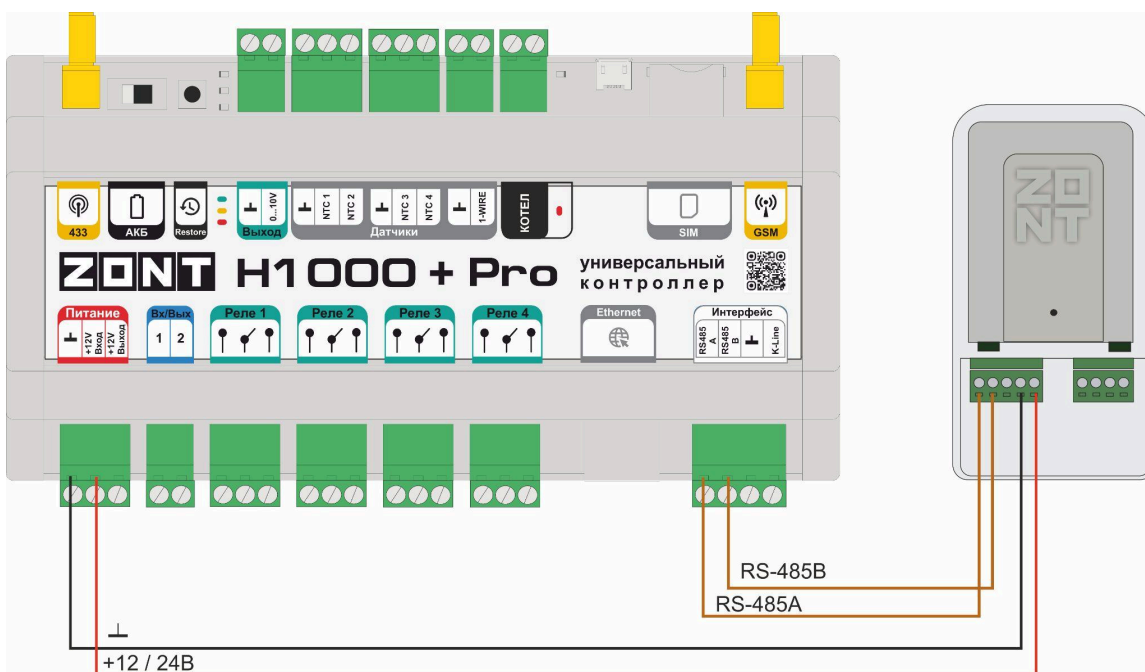 433
АКБ
Restore
0...10V
Выход
NTC 1
NTC 2
NTC 3
NTC 4
1-WIRE
Датчики
КОТЕЛ
SIM
GSM
ZONT H1000 + Pro
универсальный
контроллер
ZONT
Питание
+12V
Вход
+12V
Выход
Вх/Вых
1 2
Реле 1
Реле 2
Реле 3
Реле 4
Ethernet
Интерфейс
RS485
A
RS485
B
K-Line
RS-485B
RS-485A
+12 / 24В